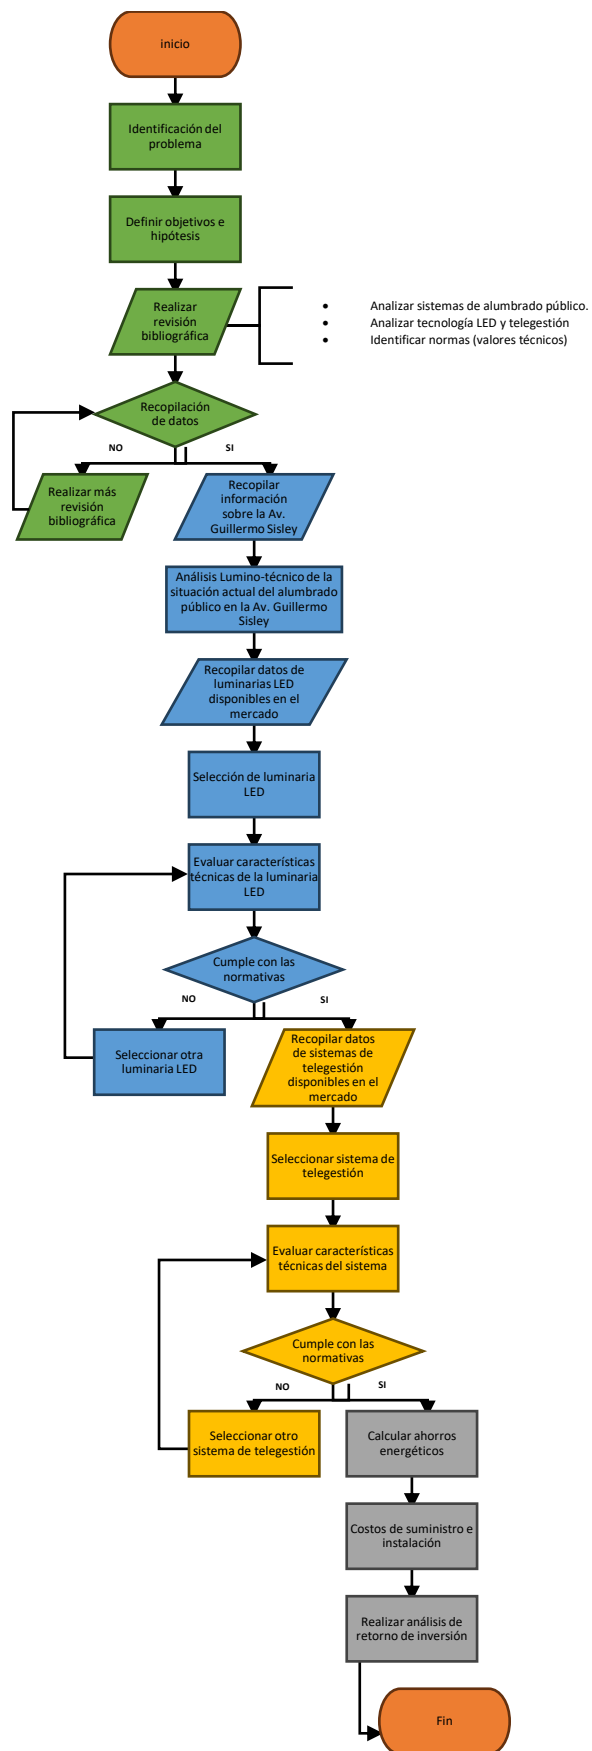 inicio
Identificación del
problema
Definir objetivos e
hipótesis
Realizar
revisión
bibliográfica
• Analizar sistemas de alumbrado público.
• Analizar tecnología LED y telegestión
• Identificar normas (valores técnicos)
Recopilación
de datos
NO
SI
Realizar más
revisión
bibliográfica
Recopilar
información
sobre la Av.
Guillermo Sisley
Análisis Lumino-técnico de la
situación actual del alumbrado
público en la Av. Guillermo
Sisley
Recopilar datos de
luminarias LED
disponibles en el
mercado
Selección de luminaria
LED
Evaluar características
técnicas de la luminaria
LED
Cumple con las
normativas
NO
SI
Seleccionar otra
luminaria LED
Recopilar datos
de sistemas de
telegestión
disponibles en el
mercado
Seleccionar sistema de
telegestión
Evaluar características
técnicas del sistema
Cumple con las
normativas
NO
SI
Seleccionar otro
sistema de telegestión
Calcular ahorros
energéticos
Costos de suministro e
instalación
Realizar análisis de
retorno de inversión
Fin